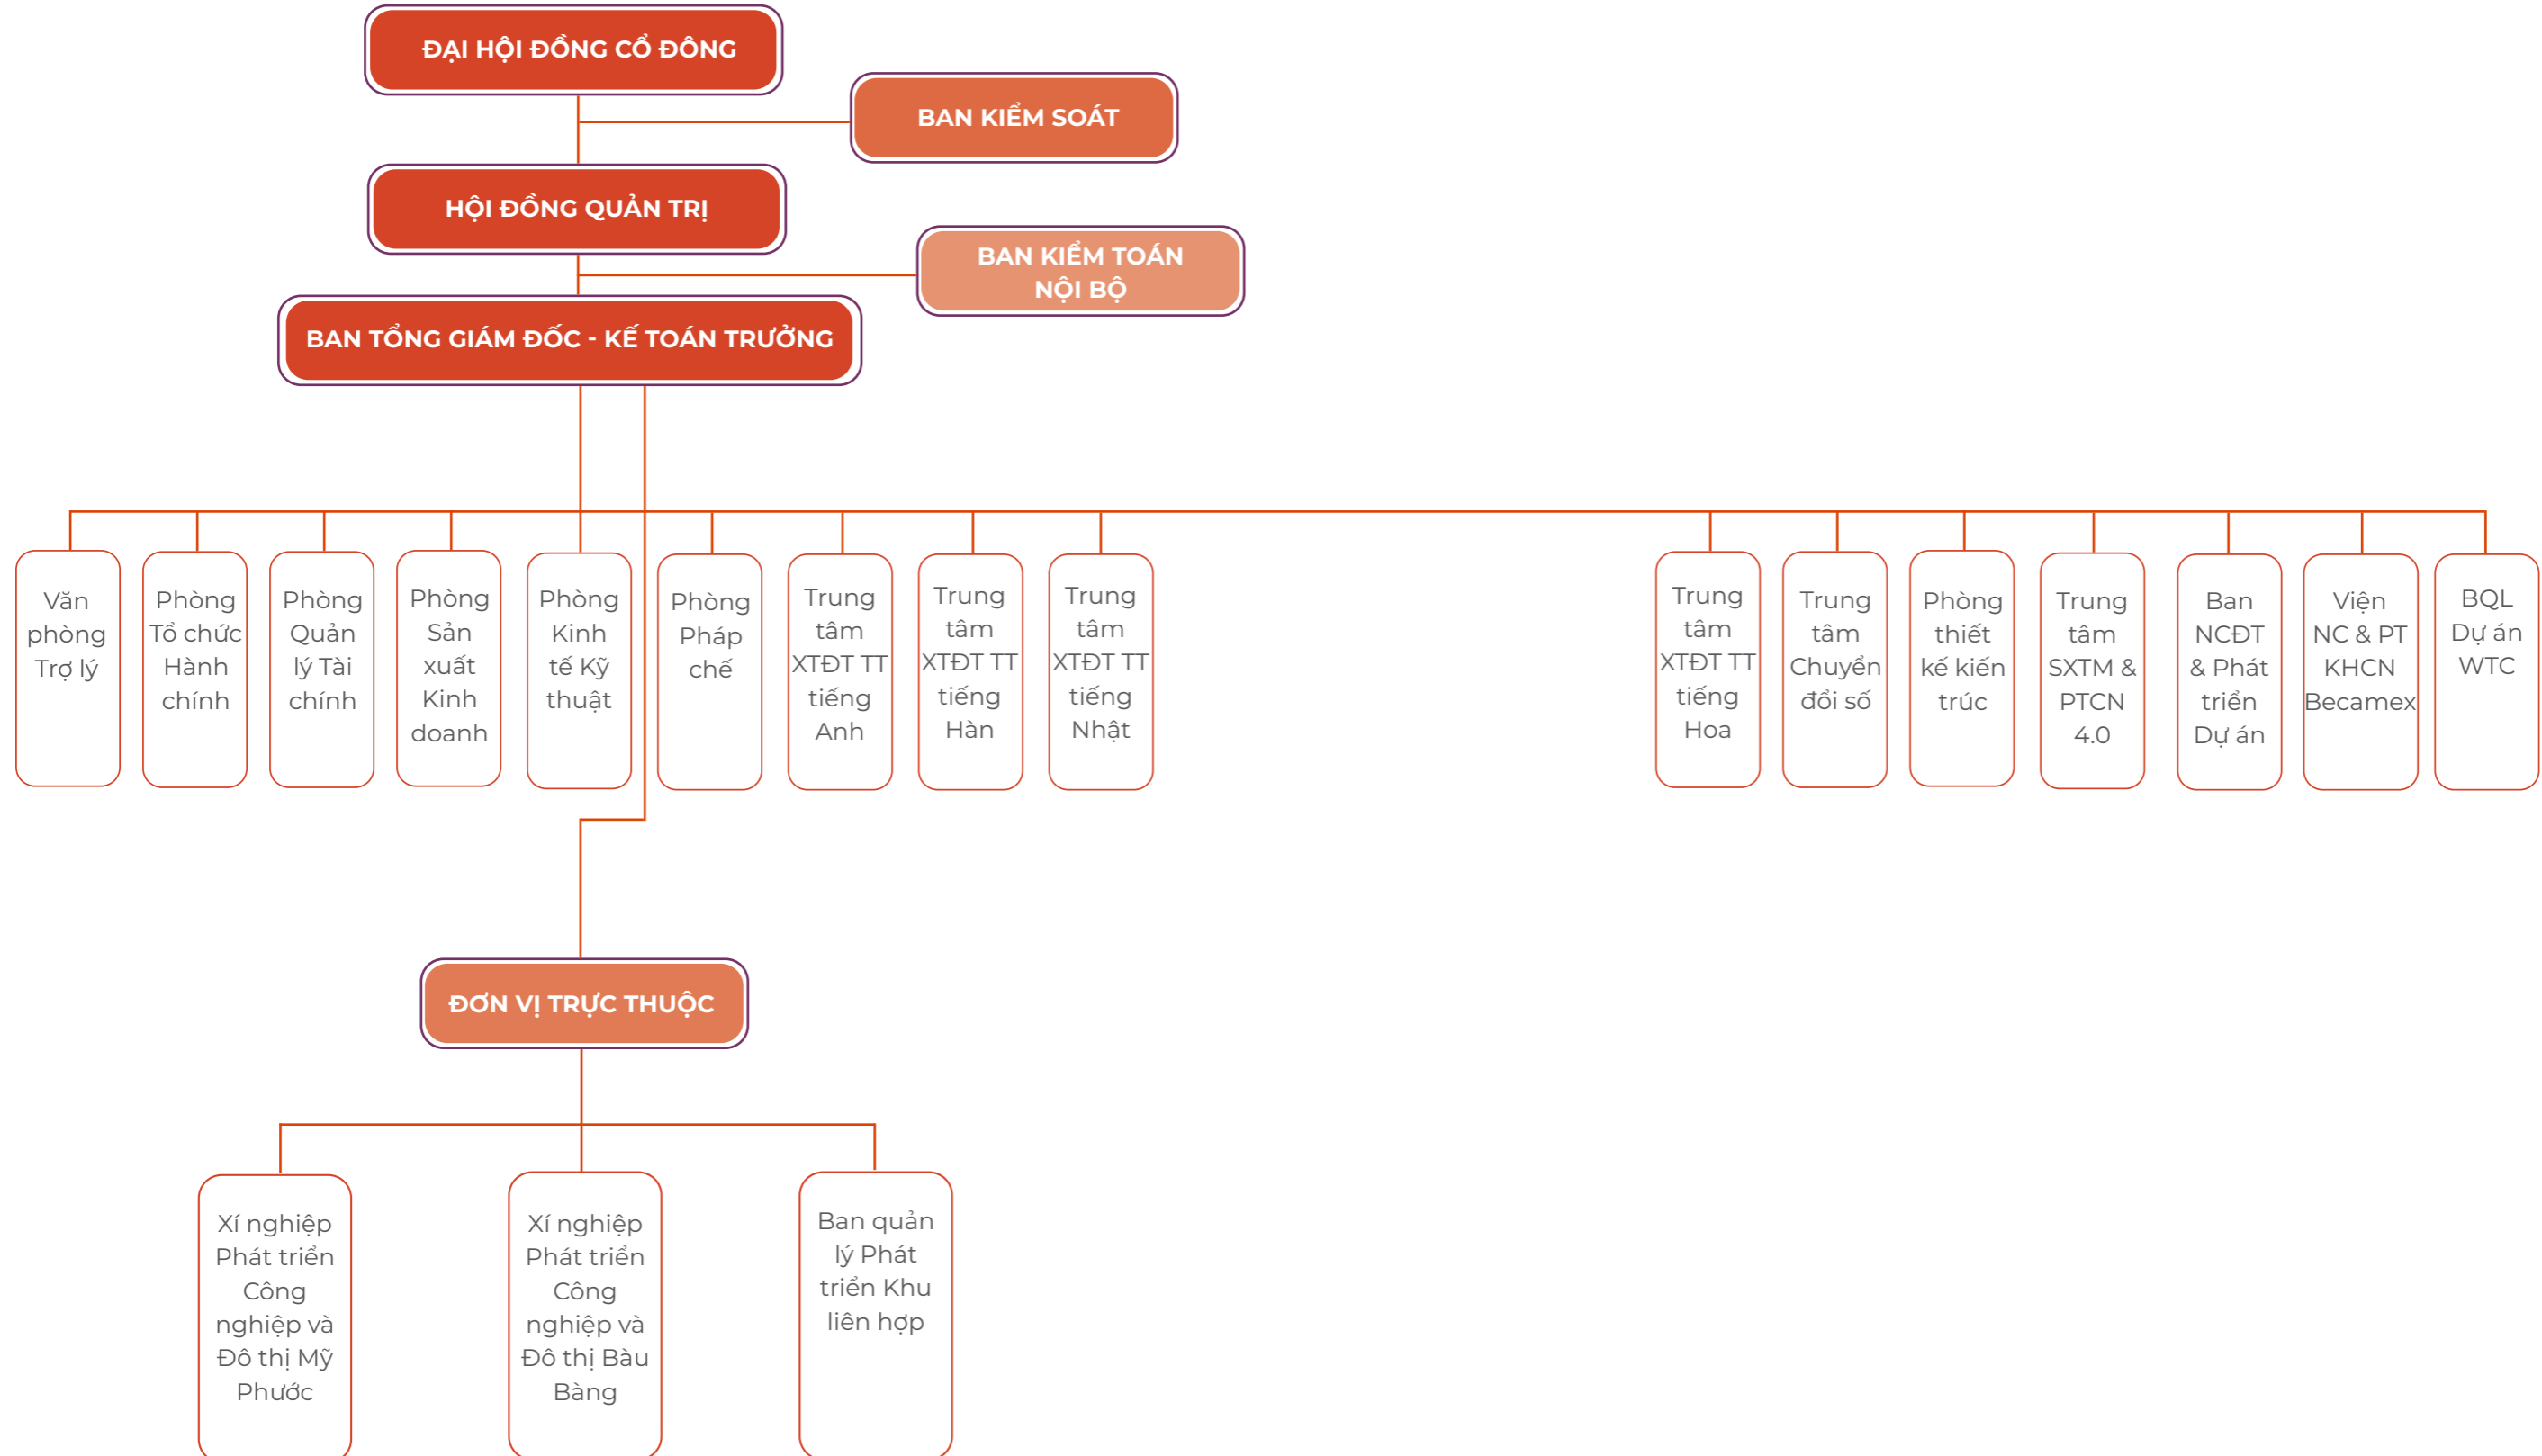 ĐẠI HỘI ĐỒNG CỔ ĐÔNG
BAN KIỂM SOÁT
HỘI ĐỒNG QUẢN TRỊ
BAN KIỂM TOÁN
NỘI BỘ
BAN TỔNG GIÁM ĐỐC - KẾ TOÁN TRƯỞNG
Văn
phòng
Trợ lý
Phòng
Tổ chức
Hành
chính
Phòng
Quản
lý Tài
chính
Phòng
Sản
xuất
Kinh
doanh
Phòng
Kinh
tế Kỹ
thuật
Phòng
Pháp
chế
Trung
tâm
XTĐT TT
tiếng
Anh
Trung
tâm
XTĐT TT
tiếng
Hàn
Trung
tâm
XTĐT TT
tiếng
Nhật
Trung
tâm
XTĐT TT
tiếng
Hoa
Trung
tâm
Chuyển
đổi số
Phòng
thiết
kế kiến
trúc
Trung
tâm
SXTM &
PTCN
4.0
Ban
NCĐT
& Phát
triển
Dự án
Viện
NC & PT
KHCN
Becamex
BQL
Dự án
WTC
ĐƠN VỊ TRỰC THUỘC
Xí nghiệp
Phát triển
Công
nghiệp và
Đô thị Mỹ
Phước
Xí nghiệp
Phát triển
Công
nghiệp và
Đô thị Bàu
Bàng
Ban quản
lý Phát
triển Khu
liên hợp